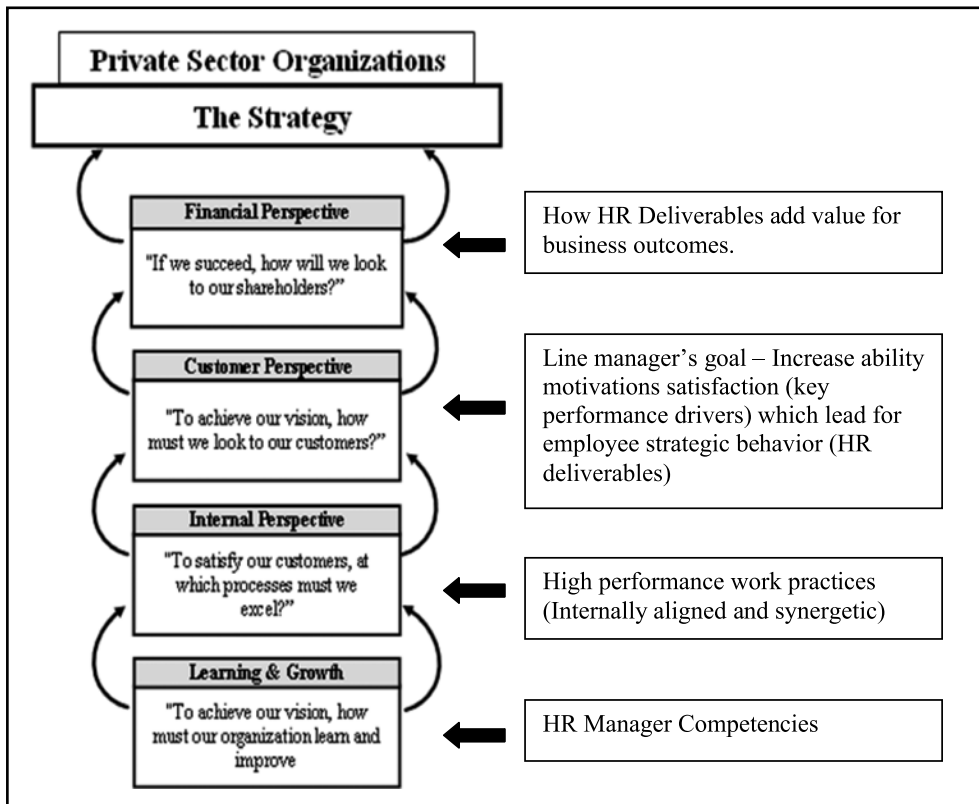 Private Sector Organizations
The Strategy
Financial Perspective
"If we succeed, how will we look
to our shareholders?”
How HR Deliverables add value for
business outcomes.
Customer Perspective
"To achieve our vision, how
must we look to our customers?”
Line manager’s goal – Increase ability
motivations satisfaction (key
performance drivers) which lead for
employee strategic behavior (HR
deliverables)
Internal Perspective
"To satisfy our customers, at
which processes must we
excel?”
High performance work practices
(Internally aligned and synergetic)
Learning & Growth
"To achieve our vision, how
must our organization learn and
improve
HR Manager Competencies